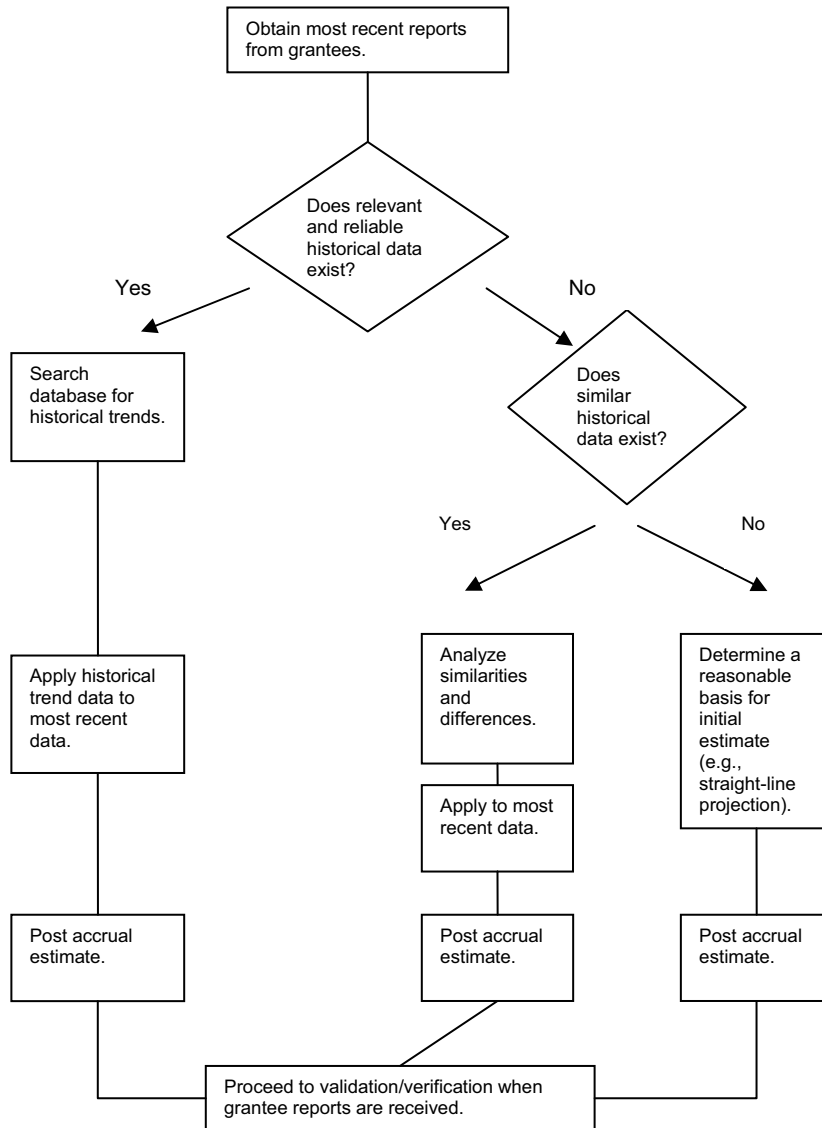 Obtain most recent reports
from grantees.
Does relevant
and reliable
historical data
exist?
Yes
No
Search
database for
historical trends.
Does
similar
historical
data exist?
Yes
No
Apply historical
trend data to
most recent
data.
Analyze
similarities
and
differences.
Determine a
reasonable
basis for
initial
estimate
(e.g.,
straight-line
projection).
Apply to most
recent data.
Post accrual
estimate.
Post accrual
estimate.
Post accrual
estimate.
Proceed to validation/verification when
grantee reports are received.